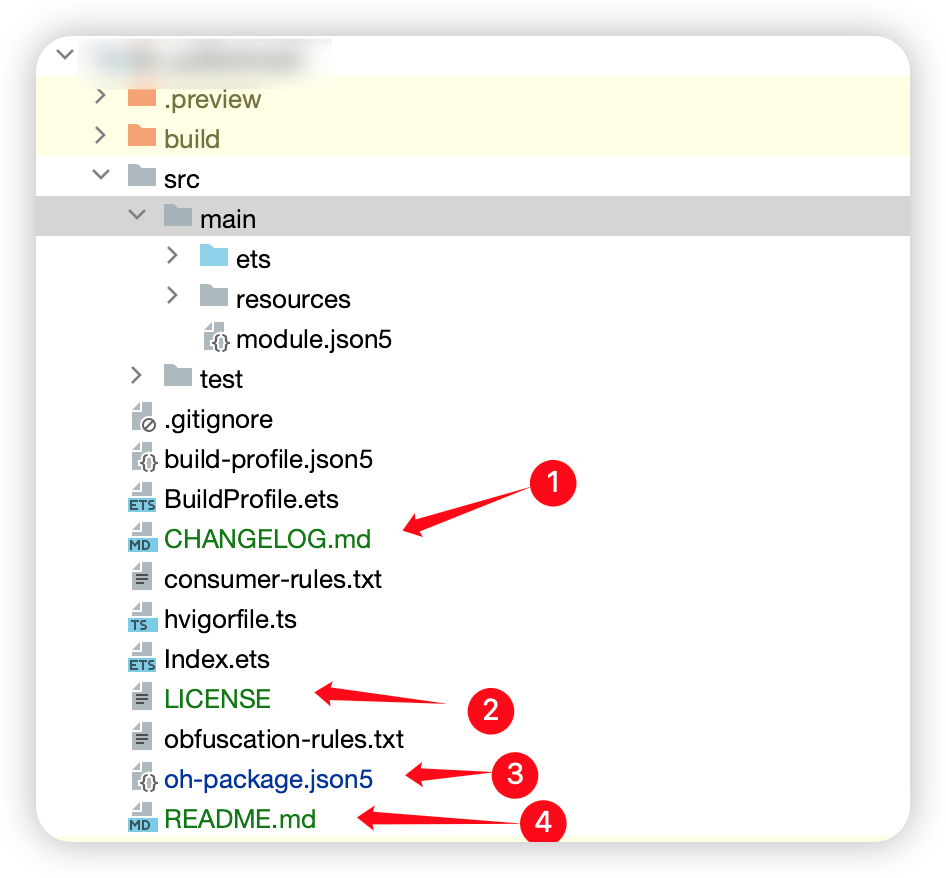 .preview
build
src
main
ets
resources
module.json5
test
.gitignore
build-profile.json5
1
ETS BuildProfile.ets
MD CHANGELOG.md
consumer-rules.txt
TS hvigorfile.ts
ETS Index.ets
LICENSE
2
obfuscation-rules.txt
oh-package.json5 3
MD README.md 4